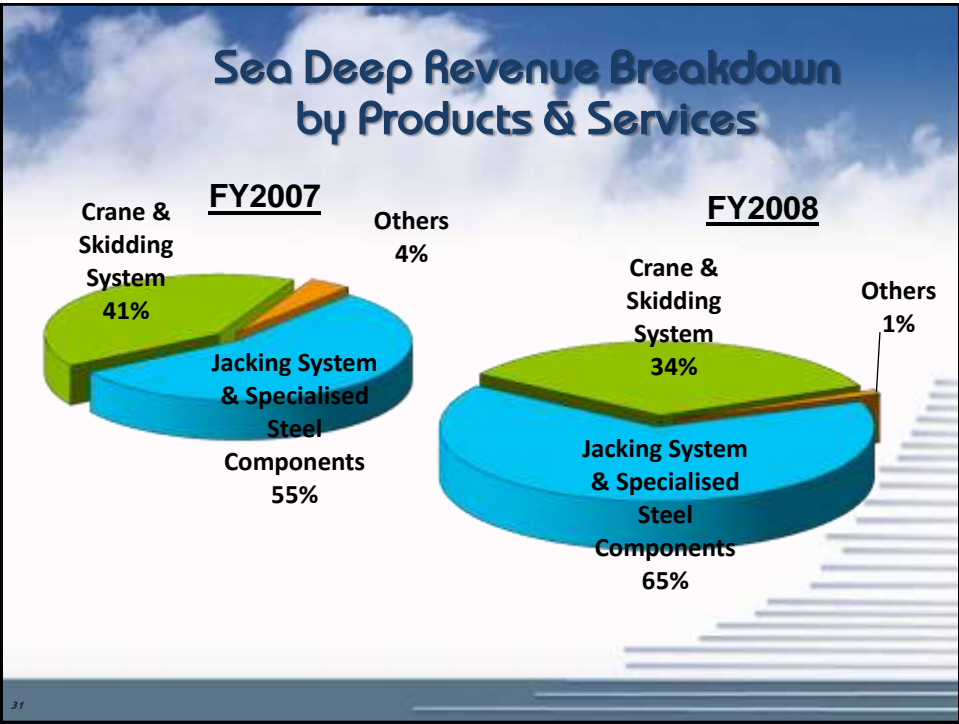 Sea Deep Revenue Breakdown
by Products & Services
FY2007
Crane &
Skidding
System
41%
Others
4%
Jacking System
& Specialised
Steel
Components
55%
FY2008
Crane &
Skidding
System
34%
Others
1%
Jacking System
& Specialised
Steel
Components
65%
31